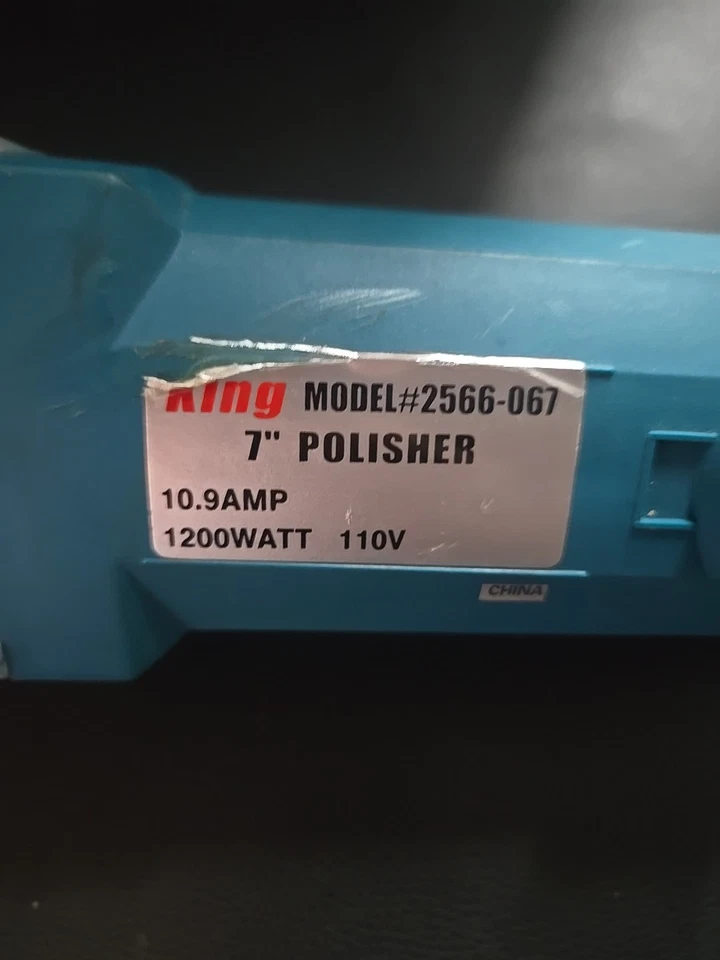 King MODEL#2566-067
7" POLISHER
10.9AMP
1200WATT 110V
CHINA